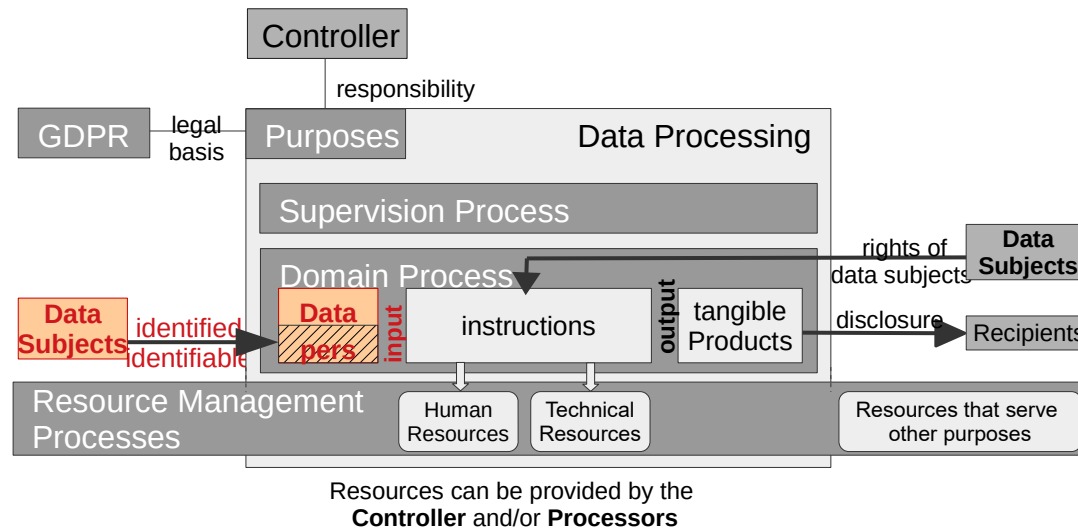 Controller
responsibility
GDPR
legal
basis
Purposes
Data Processing
Supervision Process
Domain Process
rights of
data subjects
Data
Subjects
Data
Subjects
identified
identifiable
Data
pers
input
instructions
output
tangible
Products
disclosure
Recipients
Resource Management
Processes
Human
Resources
Technical
Resources
Resources that serve
other purposes
Resources can be provided by the
Controller and/or Processors